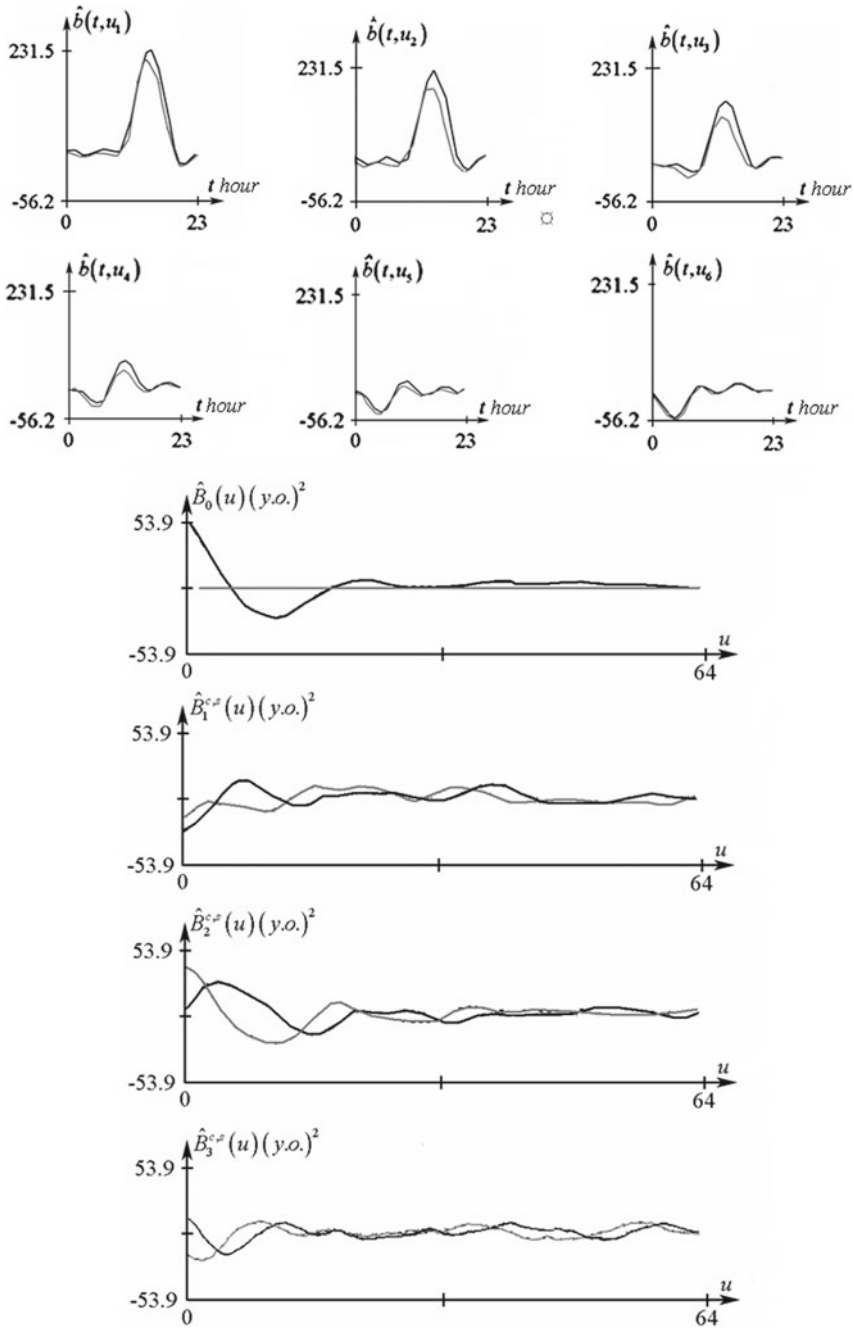 b̂(t,u₁)
231.5
-56.2
0
23
t hour
b̂(t,u₂)
231.5
-56.2
0
23
t hour
b̂(t,u₃)
231.5
-56.2
0
23
t hour
b̂(t,u₄)
231.5
-56.2
0
23
t hour
b̂(t,u₅)
231.5
-56.2
0
23
t hour
b̂(t,u₆)
231.5
-56.2
0
23
t hour
B̂₀(u)(y.o.)²
53.9
-53.9
0
64
u
B̂₁ᶜ,ˢ(u)(y.o.)²
53.9
-53.9
0
64
u
B̂₂ᶜ,ˢ(u)(y.o.)²
53.9
-53.9
0
64
u
B̂₃ᶜ,ˢ(u)(y.o.)²
53.9
-53.9
0
64
u